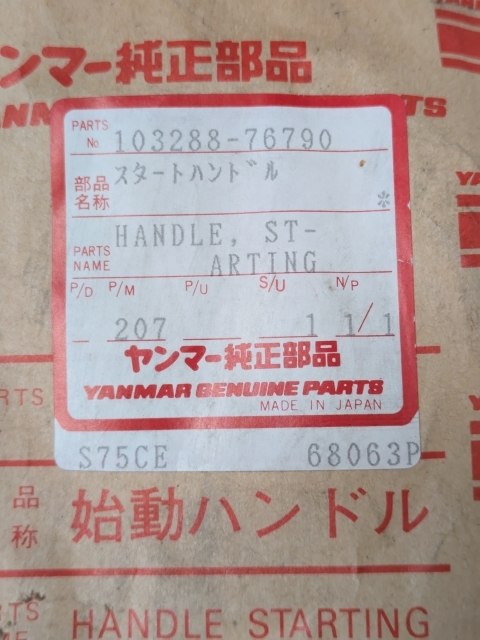 ンマー純正部品
PARTS
PARTS No 103288-76790
部品名称 スタートハンドル
*
PARTS NAME HANDLE, ST-
ARTING
P/D P/M P/U S/U N/P
207 1 1/1
ヤンマー純正部品
YANMAR GENUINE PARTS
MADE IN JAPAN
S75CE 68063P
品称 始動ハンドル
HANDLE STARTING